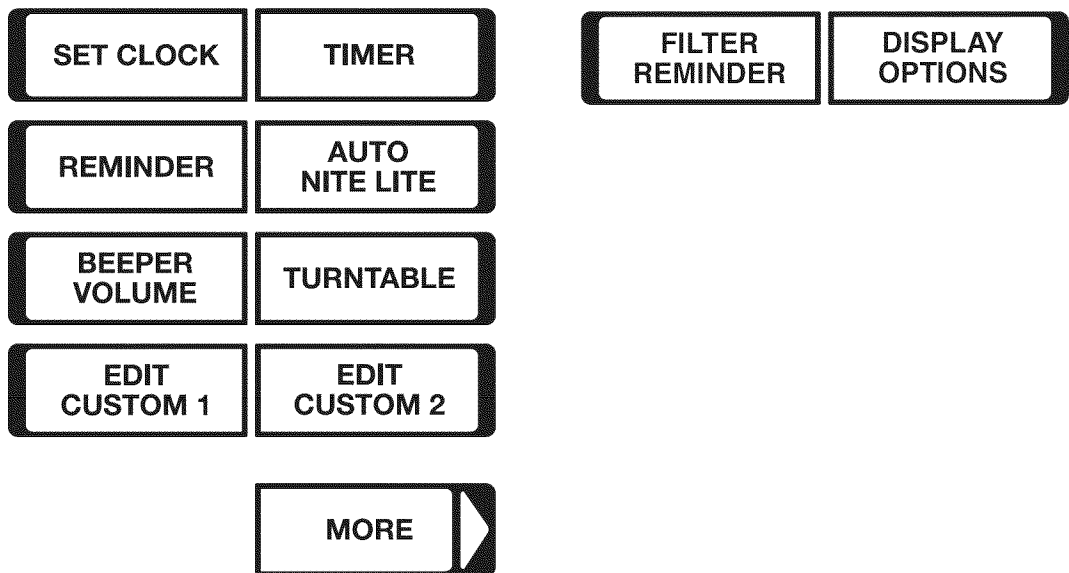 SET CLOCK
TIMER
REMINDER
AUTO
NITE LITE
BEEPER
VOLUME
TURNTABLE
EDIT
CUSTOM 1
EDIT
CUSTOM 2
MORE
FILTER
REMINDER
DISPLAY
OPTIONS